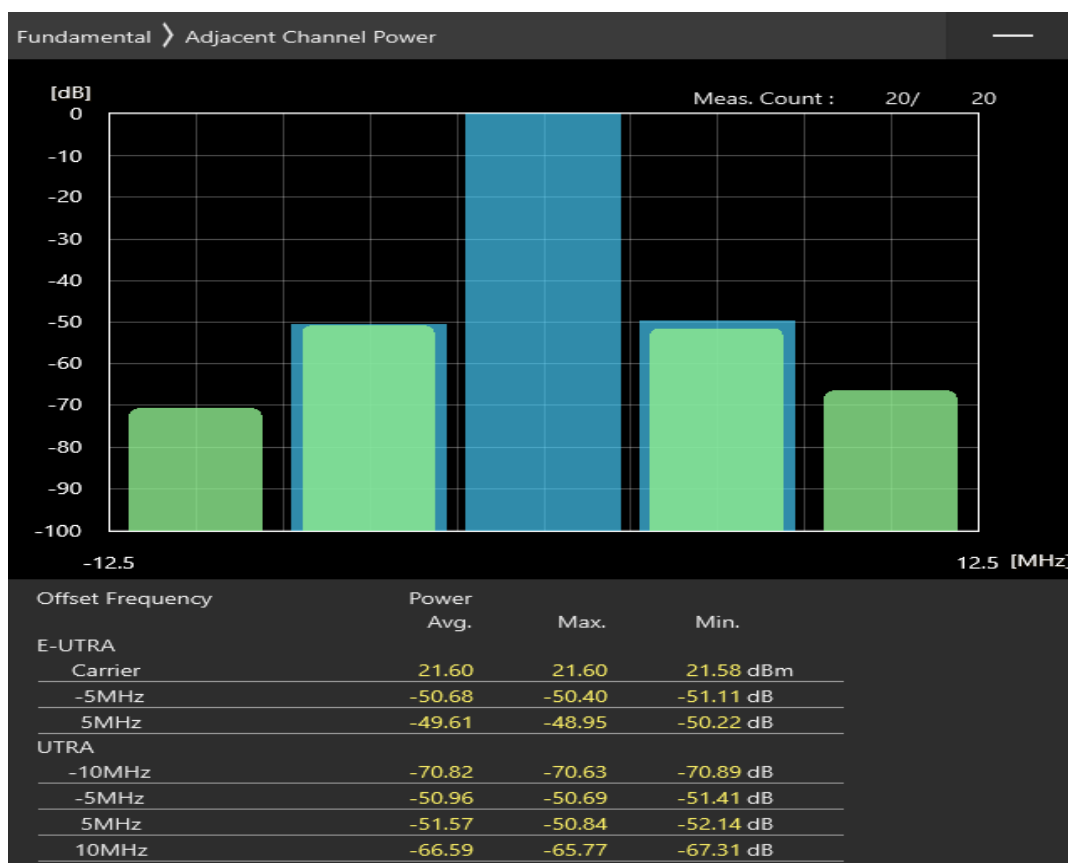 Fundamental 〉 Adjacent Channel Power
[dB]
Meas. Count : 20/ 20
0
-10
-20
-30
-40
-50
-60
-70
-80
-90
-100
-12.5 12.5 [MHz]
Offset Frequency Power
Avg. Max. Min.
E-UTRA
Carrier 21.60 21.60 21.58 dBm
-5MHz -50.68 -50.40 -51.11 dB
5MHz -49.61 -48.95 -50.22 dB
UTRA
-10MHz -70.82 -70.63 -70.89 dB
-5MHz -50.96 -50.69 -51.41 dB
5MHz -51.57 -50.84 -52.14 dB
10MHz -66.59 -65.77 -67.31 dB